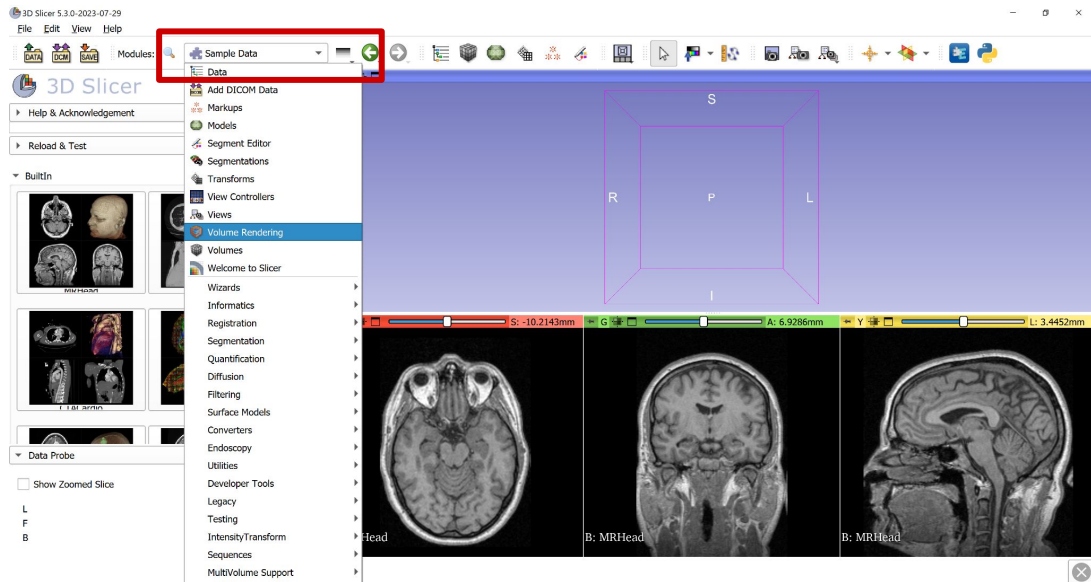 3D Slicer 5.3.0-2023-07-29
File Edit View Help
DATA DCM SAVE Modules: Sample Data
3D Slicer
Help & Acknowledgement
Reload & Test
BuiltIn
MRHead
CTACardio
Data Probe
Show Zoomed Slice
L
F
B
Data
Add DICOM Data
Markups
Models
Segment Editor
Segmentations
Transforms
View Controllers
Views
Volume Rendering
Volumes
Welcome to Slicer
Wizards
Informatics
Registration
Segmentation
Quantification
Diffusion
Filtering
Surface Models
Converters
Endoscopy
Utilities
Developer Tools
Legacy
Testing
IntensityTransform
Sequences
MultiVolume Support
S
R P L
I
S: -10.2143mm
G A: 6.9286mm
Y L: 3.4452mm
Head
B: MRHead
B: MRHead